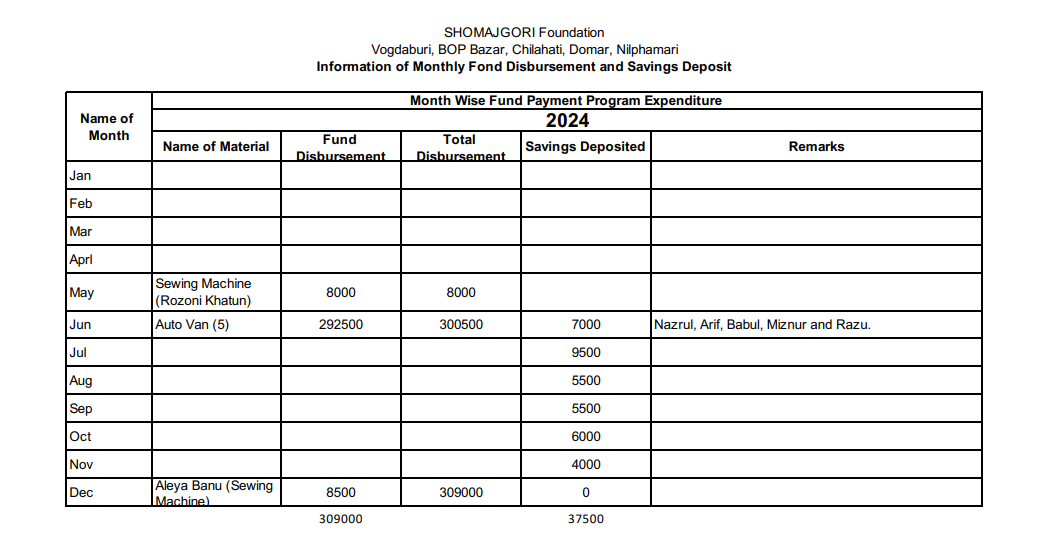 SHOMAJGORI Foundation
Vogdaburi, BOP Bazar, Chilahati, Domar, Nilphamari
Information of Monthly Fond Disbursement and Savings Deposit
Name of Month
Month Wise Fund Payment Program Expenditure
2024
Name of Material Fund Disbursement Total Disbursement Savings Deposited Remarks
Jan
Feb
Mar
Aprl
May Sewing Machine (Rozoni Khatun) 8000 8000
Jun Auto Van (5) 292500 300500 7000 Nazrul, Arif, Babul, Miznur and Razu.
Jul 9500
Aug 5500
Sep 5500
Oct 6000
Nov 4000
Dec Aleya Banu (Sewing Machine) 8500 309000 0
309000 37500